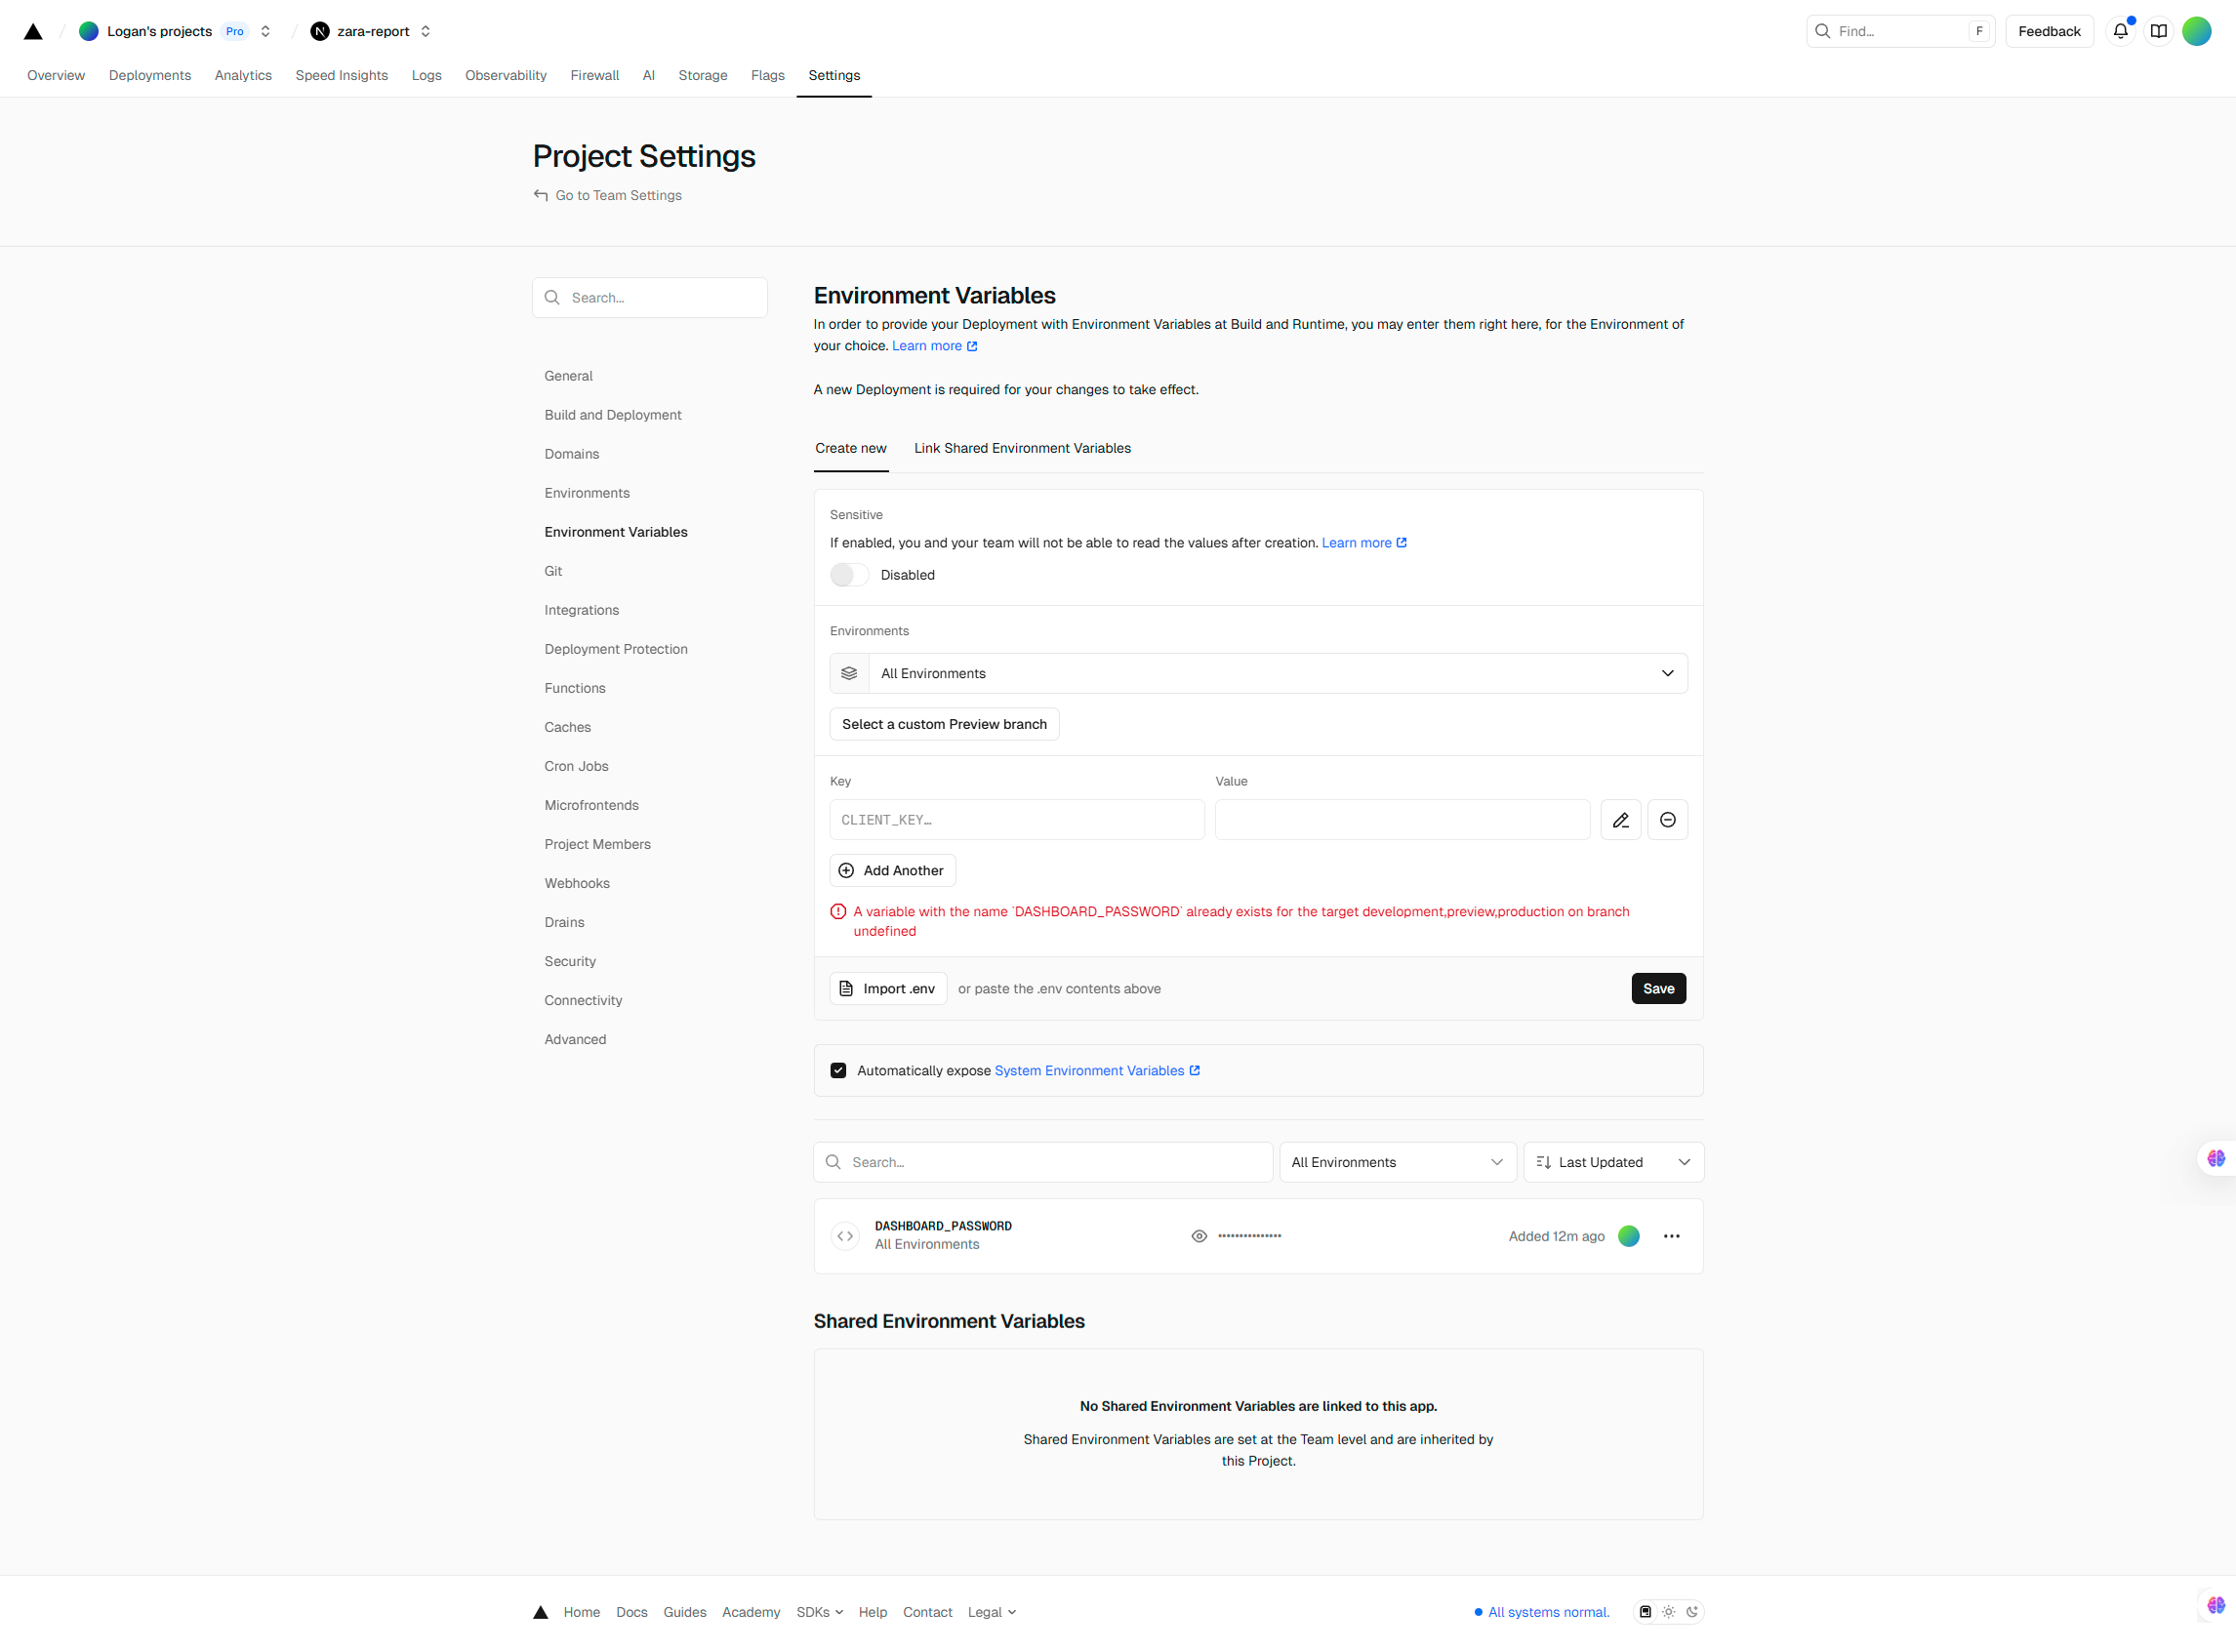 Logan's projects Pro
zara-report
Find... F
Feedback
Overview Deployments Analytics Speed Insights Logs Observability Firewall AI Storage Flags Settings
Project Settings
Go to Team Settings
Search...
General
Build and Deployment
Domains
Environments
Environment Variables
Git
Integrations
Deployment Protection
Functions
Caches
Cron Jobs
Microfrontends
Project Members
Webhooks
Drains
Security
Connectivity
Advanced
Environment Variables
In order to provide your Deployment with Environment Variables at Build and Runtime, you may enter them right here, for the Environment of
your choice. Learn more
A new Deployment is required for your changes to take effect.
Create new Link Shared Environment Variables
Sensitive
If enabled, you and your team will not be able to read the values after creation. Learn more
Disabled
Environments
All Environments
Select a custom Preview branch
Key Value
CLIENT_KEY...
Add Another
A variable with the name `DASHBOARD_PASSWORD` already exists for the target development,preview,production on branch
undefined
Import .env or paste the .env contents above Save
Automatically expose System Environment Variables
Search... All Environments Last Updated
DASHBOARD_PASSWORD
All Environments
••••••••••••••• Added 12m ago
Shared Environment Variables
No Shared Environment Variables are linked to this app.
Shared Environment Variables are set at the Team level and are inherited by
this Project.
Home Docs Guides Academy SDKs Help Contact Legal
All systems normal.